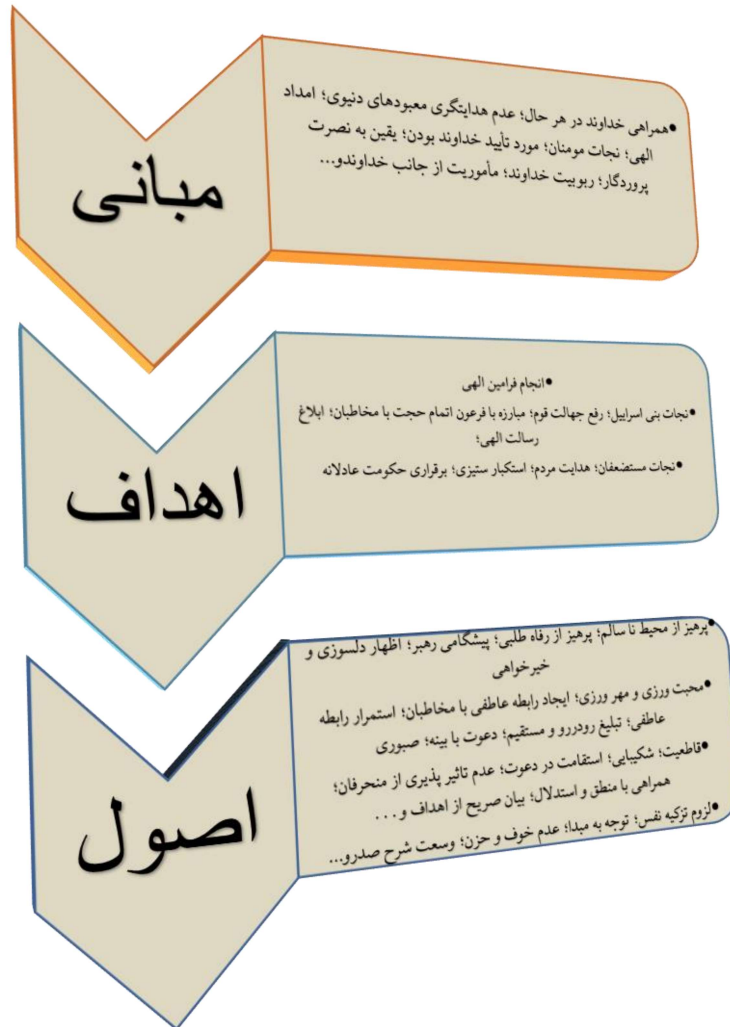 مبانی
•همراهی خداوند در هر حال؛ عدم هدایتگری معبودهای دنیوی؛ امداد
الهی؛ نجات مومنان؛ مورد تأیید خداوند بودن؛ یقین به نصرت
پروردگار؛ ربوبیت خداوند؛ مأموریت از جانب خداوندو...
اهداف
•انجام فرامین الهی
•نجات بنی اسراییل؛ رفع جهالت قوم؛ مبارزه با فرعون اتمام حجت با مخاطبان؛ ابلاغ
رسالت الهی؛
•نجات مستضعفان؛ هدایت مردم؛ استکبار ستیزی؛ برقراری حکومت عادلانه
اصول
•پرهیز از محیط نا سالم؛ پرهیز از رفاه طلبی؛ پیشگامی رهبر؛ اظهار دلسوزی و
خیرخواهی
•محبت ورزی و مهر ورزی؛ ایجاد رابطه عاطفی با مخاطبان؛ استمرار رابطه
عاطفی؛ تبلیغ رودررو و مستقیم؛ دعوت با بینه؛ صبوری
•قاطعیت؛ شکیبایی؛ استقامت در دعوت؛ عدم تاثیر پذیری از منحرفان؛
همراهی با منطق و استدلال؛ بیان صریح از اهداف و . . .
•لزوم تزکیه نفس؛ توجه به مبدا؛ عدم خوف و حزن؛ وسعت شرح صدرو...